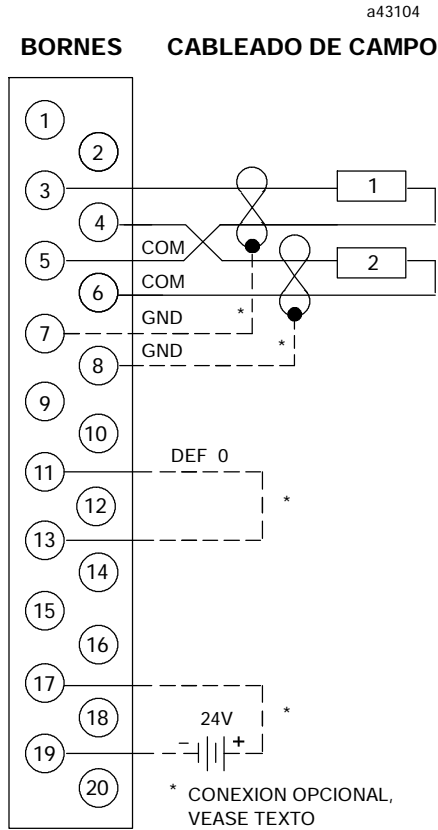 a43104
BORNES CABLEADO DE CAMPO
1
2
3 1
4
5 COM 2
6 COM
7 GND *
8 GND *
9
10
11 DEF 0
12 *
13
14
15
16
17
18 24V *
19 - +
20 * CONEXION OPCIONAL,
VEASE TEXTO